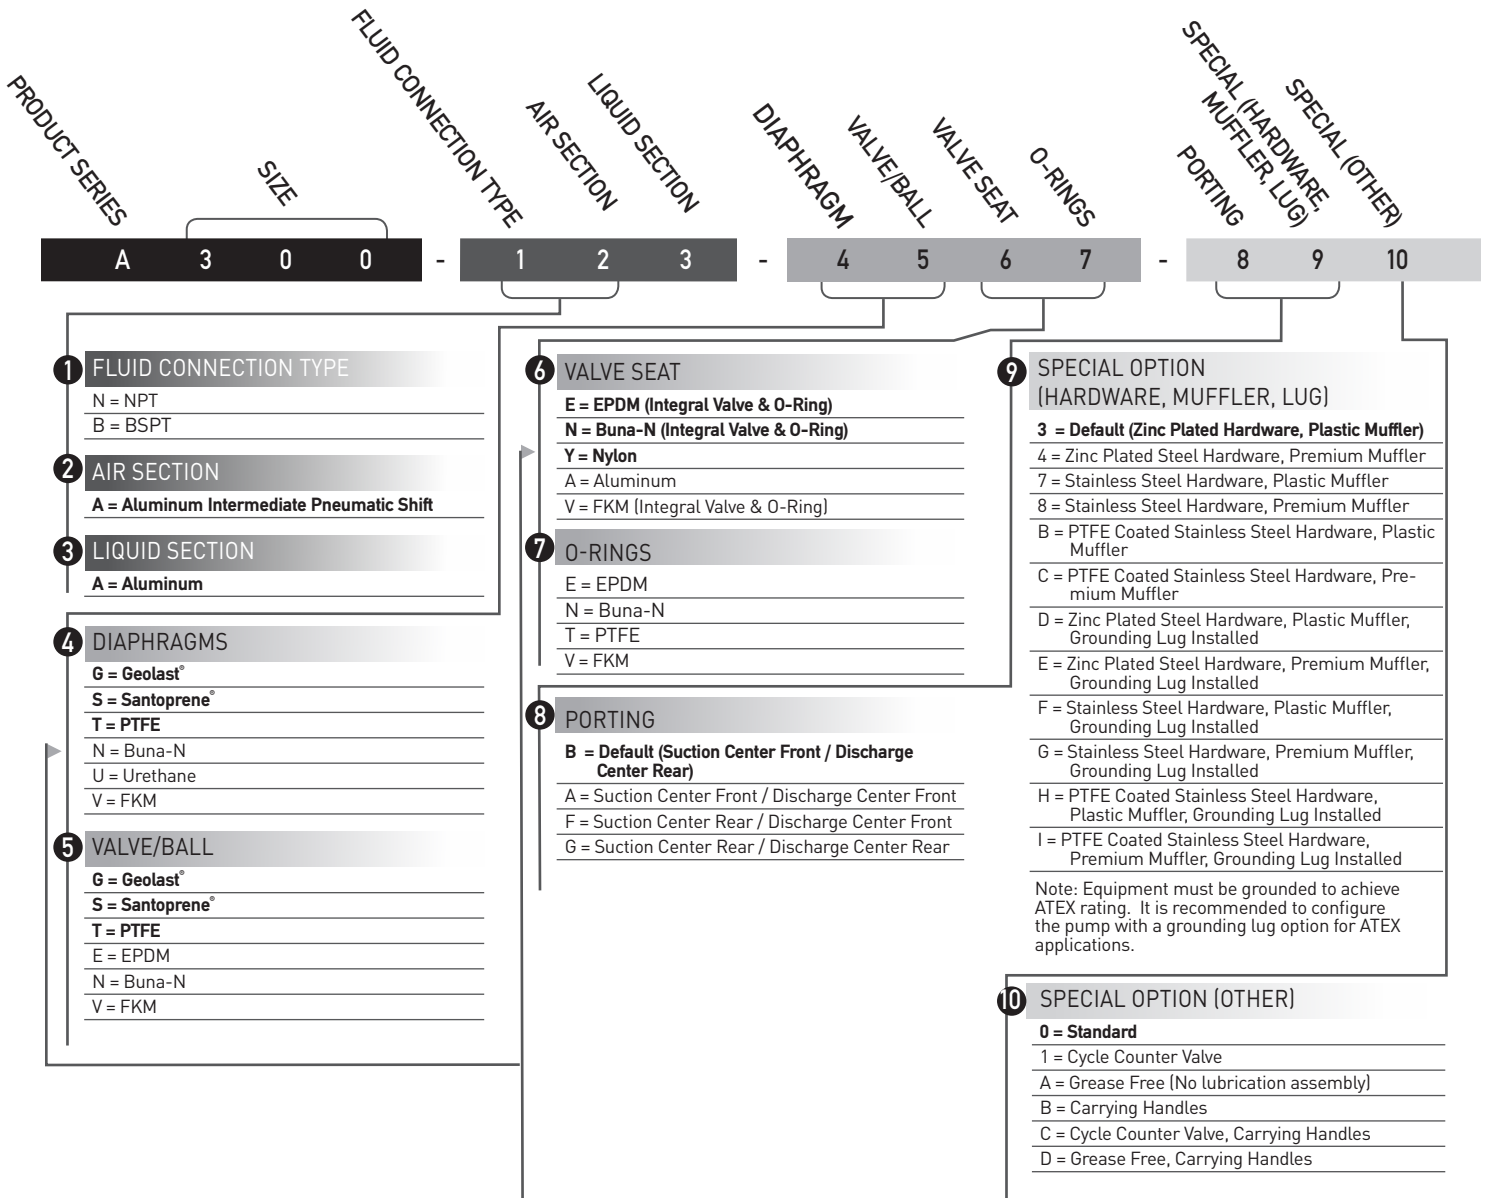 PRODUCT SERIES
SIZE
FLUID CONNECTION TYPE
AIR SECTION
LIQUID SECTION
DIAPHRAGM
VALVE/BALL
VALVE SEAT
O-RINGS
PORTING
SPECIAL (HARDWARE,
MUFFLER, LUG)
SPECIAL (OTHER)
A 3 0 0 - 1 2 3 - 4 5 6 7 - 8 9 10
1 FLUID CONNECTION TYPE
N = NPT
B = BSPT
2 AIR SECTION
A = Aluminum Intermediate Pneumatic Shift
3 LIQUID SECTION
A = Aluminum
4 DIAPHRAGMS
G = Geolast®
S = Santoprene®
T = PTFE
N = Buna-N
U = Urethane
V = FKM
5 VALVE/BALL
G = Geolast®
S = Santoprene®
T = PTFE
E = EPDM
N = Buna-N
V = FKM
6 VALVE SEAT
E = EPDM (Integral Valve & O-Ring)
N = Buna-N (Integral Valve & O-Ring)
Y = Nylon
A = Aluminum
V = FKM (Integral Valve & O-Ring)
7 O-RINGS
E = EPDM
N = Buna-N
T = PTFE
V = FKM
8 PORTING
B = Default (Suction Center Front / Discharge
Center Rear)
A = Suction Center Front / Discharge Center Front
F = Suction Center Rear / Discharge Center Front
G = Suction Center Rear / Discharge Center Rear
9 SPECIAL OPTION
(HARDWARE, MUFFLER, LUG)
3 = Default (Zinc Plated Hardware, Plastic Muffler)
4 = Zinc Plated Steel Hardware, Premium Muffler
7 = Stainless Steel Hardware, Plastic Muffler
8 = Stainless Steel Hardware, Premium Muffler
B = PTFE Coated Stainless Steel Hardware, Plastic
Muffler
C = PTFE Coated Stainless Steel Hardware, Pre-
mium Muffler
D = Zinc Plated Steel Hardware, Plastic Muffler,
Grounding Lug Installed
E = Zinc Plated Steel Hardware, Premium Muffler,
Grounding Lug Installed
F = Stainless Steel Hardware, Plastic Muffler,
Grounding Lug Installed
G = Stainless Steel Hardware, Premium Muffler,
Grounding Lug Installed
H = PTFE Coated Stainless Steel Hardware,
Plastic Muffler, Grounding Lug Installed
I = PTFE Coated Stainless Steel Hardware,
Premium Muffler, Grounding Lug Installed
Note: Equipment must be grounded to achieve
ATEX rating. It is recommended to configure
the pump with a grounding lug option for ATEX
applications.
10 SPECIAL OPTION (OTHER)
0 = Standard
1 = Cycle Counter Valve
A = Grease Free (No lubrication assembly)
B = Carrying Handles
C = Cycle Counter Valve, Carrying Handles
D = Grease Free, Carrying Handles